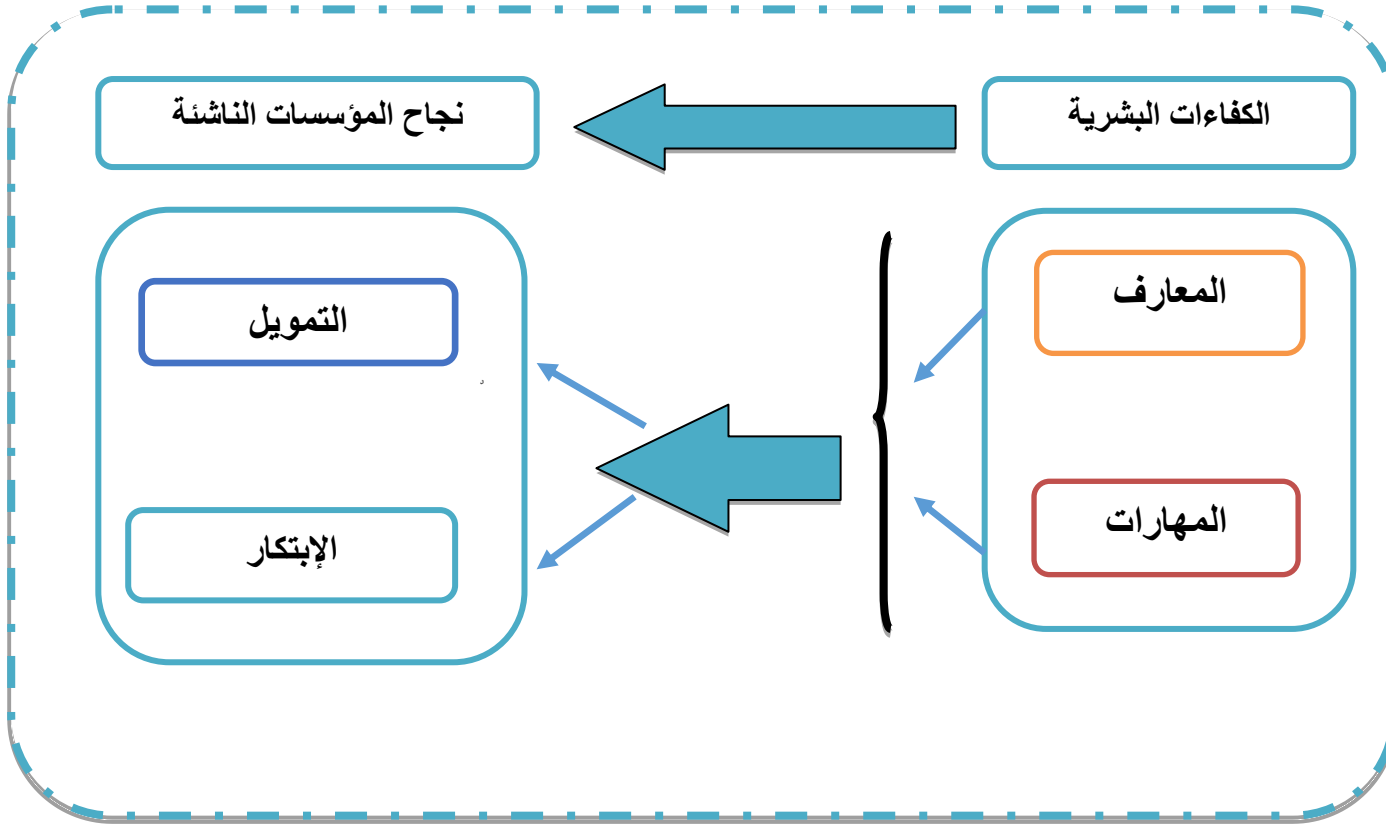 الكفاءات البشرية
نجاح المؤسسات الناشئة
المعارف
التمويل
المهارات
الإبتكار